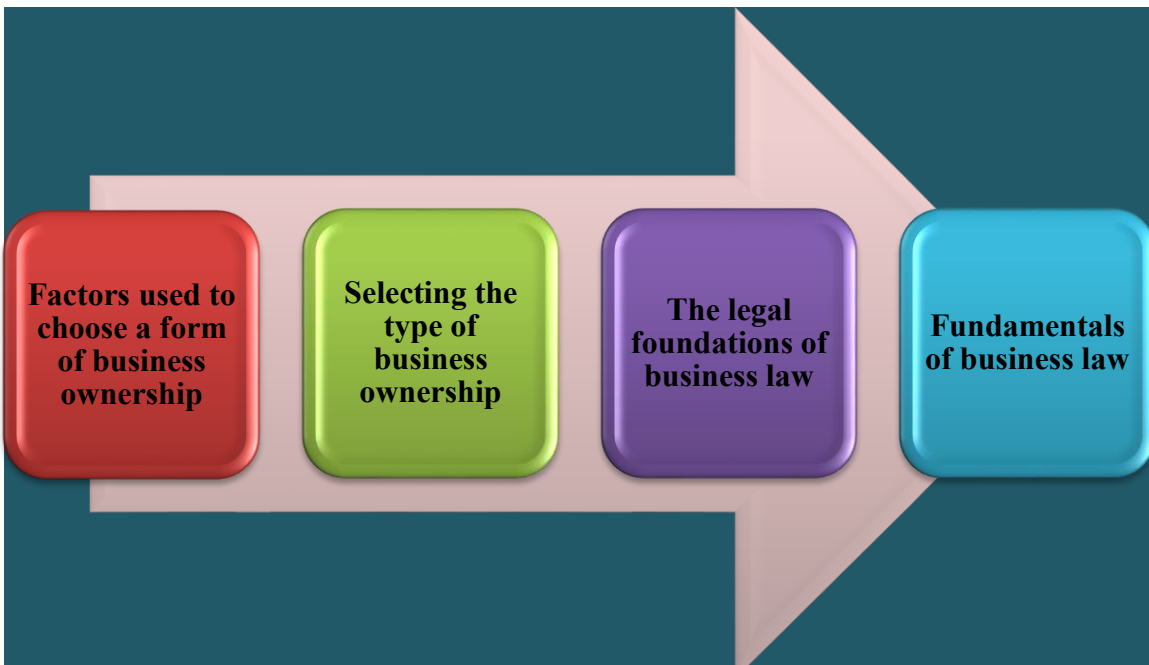 Factors used to
choose a form
of business
ownership
Selecting the
type of
business
ownership
The legal
foundations of
business law
Fundamentals
of business law